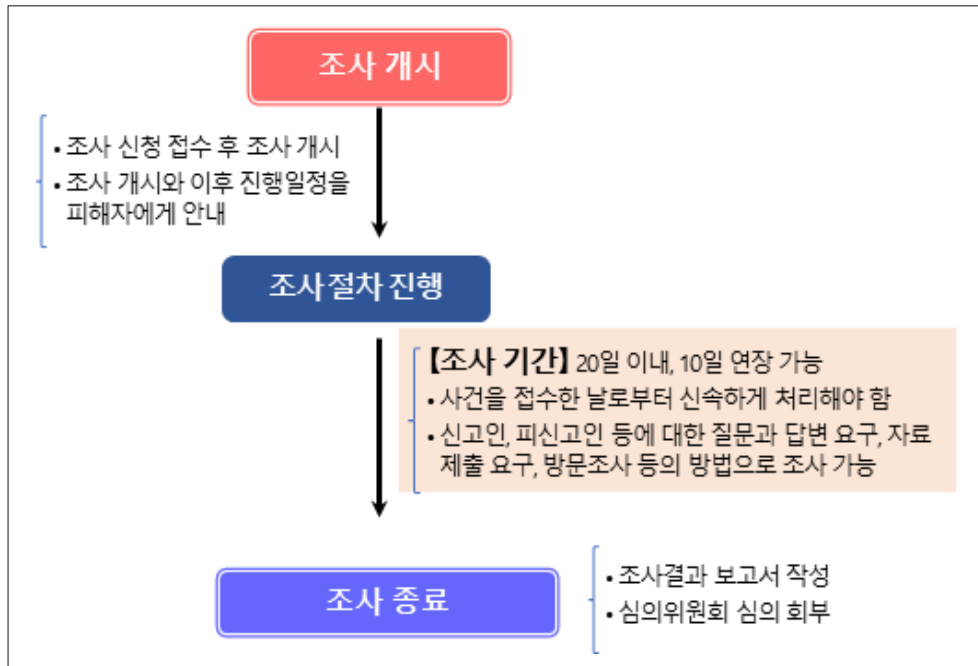 조사 개시
• 조사 신청 접수 후 조사 개시
• 조사 개시와 이후 진행일정을
피해자에게 안내
조사절차 진행
【조사 기간】 20일 이내, 10일 연장 가능
• 사건을 접수한 날로부터 신속하게 처리해야 함
• 신고인, 피신고인 등에 대한 질문과 답변 요구, 자료
제출 요구, 방문조사 등의 방법으로 조사 가능
조사 종료
• 조사결과 보고서 작성
• 심의위원회 심의 회부